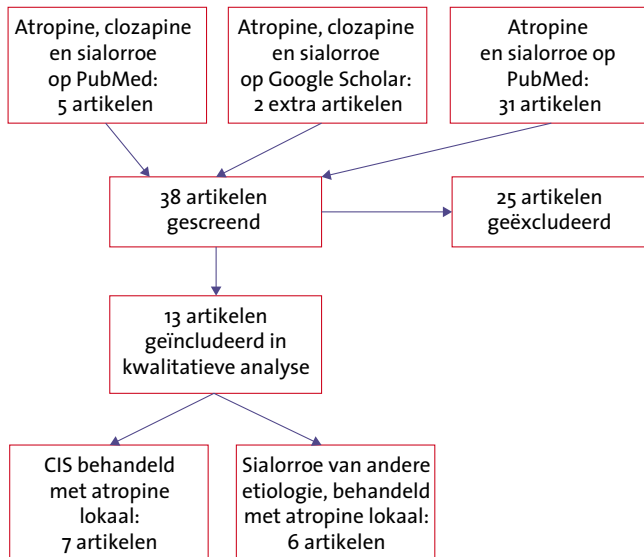 Atropine, clozapine
en sialorroe
op PubMed:
5 artikelen
Atropine, clozapine
en sialorroe
op Google Scholar:
2 extra artikelen
Atropine
en sialorroe op
PubMed:
31 artikelen
38 artikelen
gescreend
25 artikelen
geëxcludeerd
13 artikelen
geïncludeerd in
kwalitatieve analyse
CIS behandeld
met atropine
lokaal:
7 artikelen
Sialorroe van andere
etiologie, behandeld
met atropine lokaal:
6 artikelen